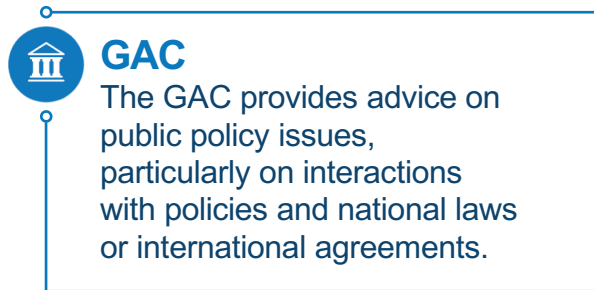 GAC
The GAC provides advice on
public policy issues,
particularly on interactions
with policies and national laws
or international agreements.